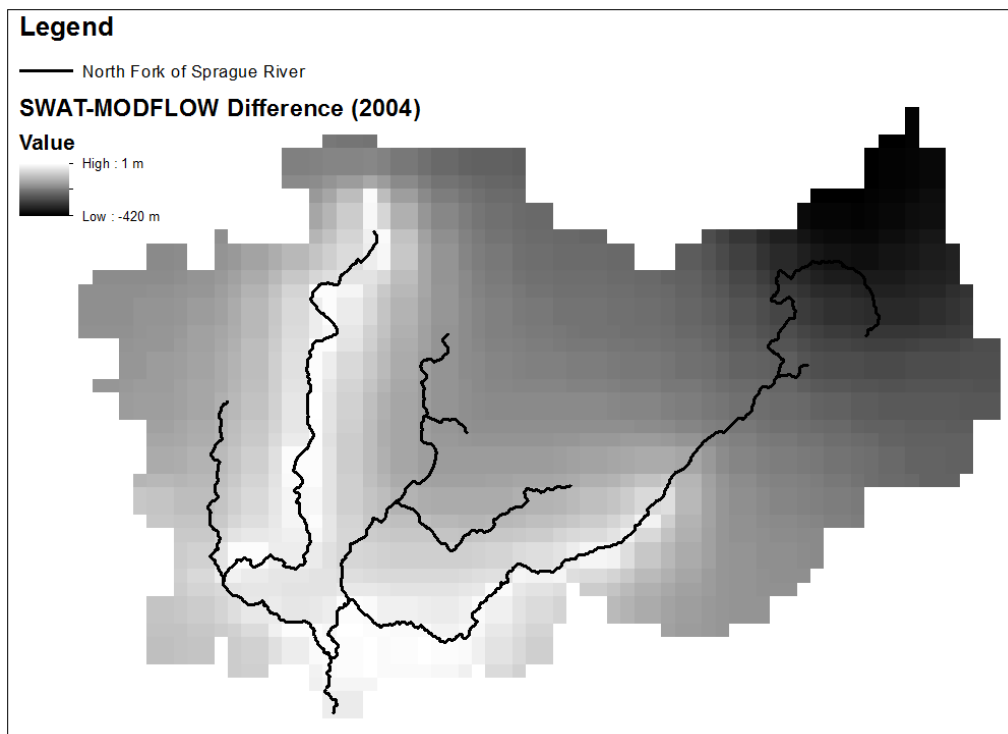 Legend
North Fork of Sprague River
SWAT-MODFLOW Difference (2004)
Value
High : 1 m
Low : -420 m